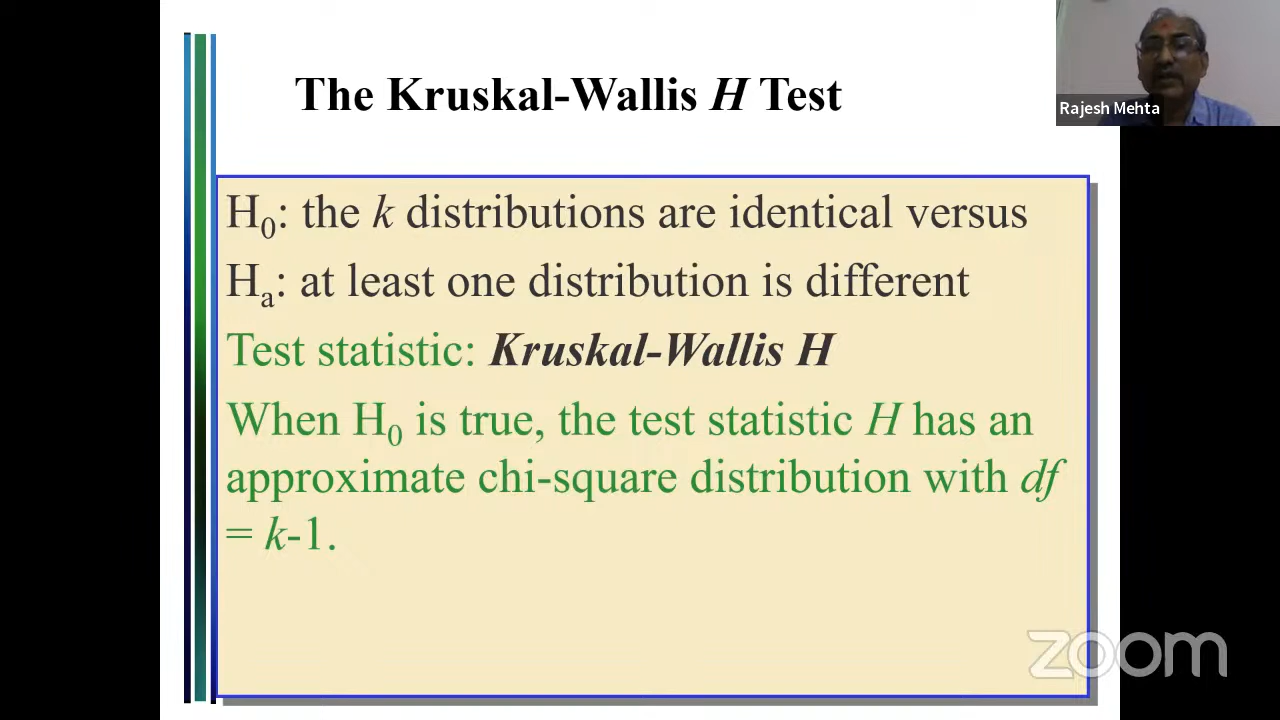 The Kruskal-Wallis H Test
Rajesh Mehta
H₀: the k distributions are identical versus
Hₐ: at least one distribution is different
Test statistic: Kruskal-Wallis H
When H₀ is true, the test statistic H has an
approximate chi-square distribution with df
= k-1.
zoom